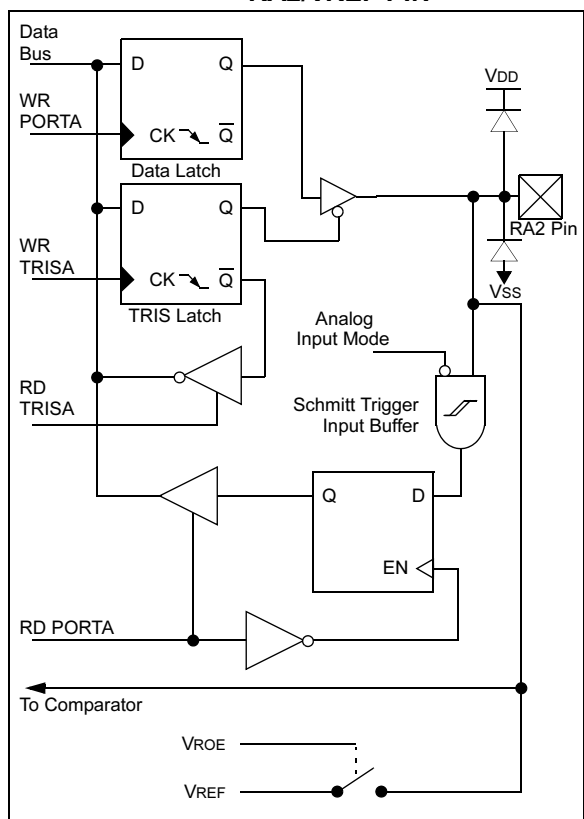 Data
Bus
D
Q
VDD
WR
PORTA
CK
Q
Data Latch
D
Q
RA2 Pin
WR
TRISA
CK
Q
VSS
TRIS Latch
Analog
Input Mode
RD
TRISA
Schmitt Trigger
Input Buffer
Q
D
EN
RD PORTA
To Comparator
VROE
VREF